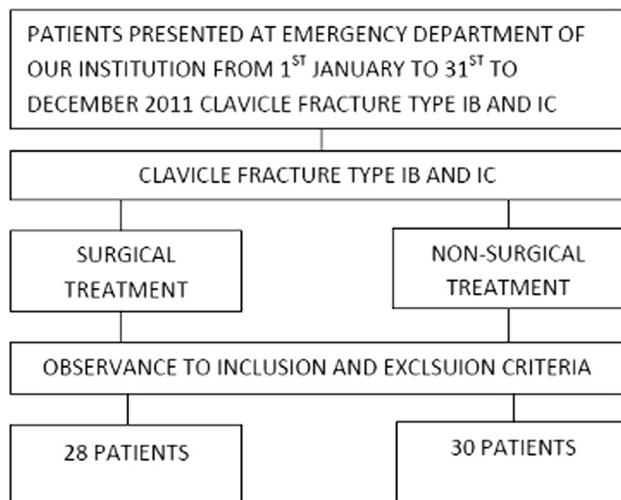 PATIENTS PRESENTED AT EMERGENCY DEPARTMENT OF
OUR INSTITUTION FROM 1ST JANUARY TO 31ST TO
DECEMBER 2011 CLAVICLE FRACTURE TYPE IB AND IC
CLAVICLE FRACTURE TYPE IB AND IC
SURGICAL
TREATMENT
NON-SURGICAL
TREATMENT
OBSERVANCE TO INCLUSION AND EXCLSUION CRITERIA
28 PATIENTS
30 PATIENTS